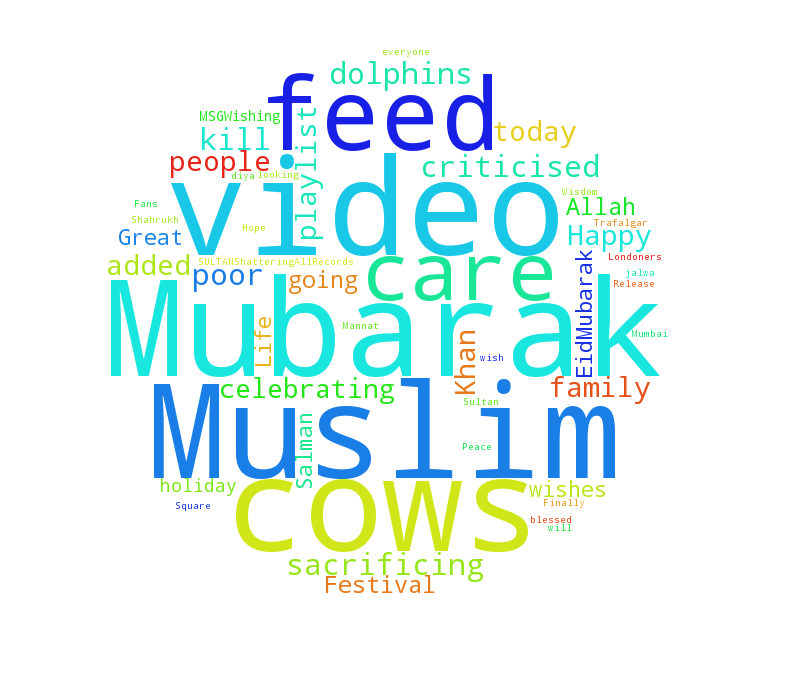 everyone
dolphins
feed
MSGWishing
kill
playlist
today
people
criticised
diya
looking
video
Wisdom
Fans
Allah
Shahrukh
Trafalgar
Hope
Great
Happy
SULTANShatteringAllRecords
Londoners
added
poor
going
care
EidMubarak
jalwa
Release
Mubarak
Mannat
Life
Khan
Mumbai
wish
celebrating
family
Muslim
Sultan
Salman
Peace
holiday
cows
wishes
Square
Finally
blessed
will
sacrificing
Festival